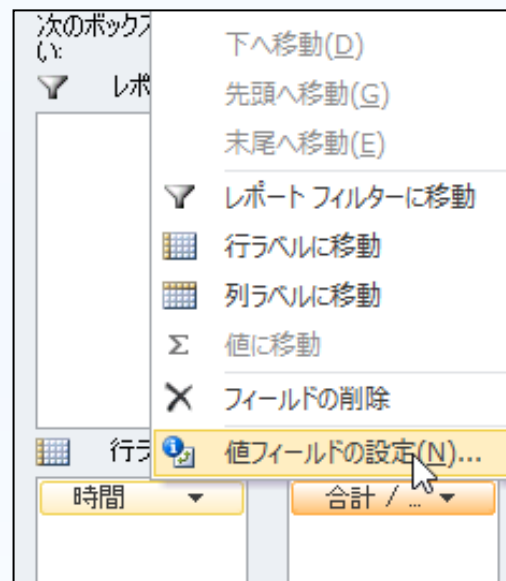 次のボックス
い:
レポ
下へ移動(D)
先頭へ移動(G)
末尾へ移動(E)
レポート フィルターに移動
行ラベルに移動
列ラベルに移動
Σ 値に移動
フィールドの削除
値フィールドの設定(N)...
行ラ
時間
合計 / ...